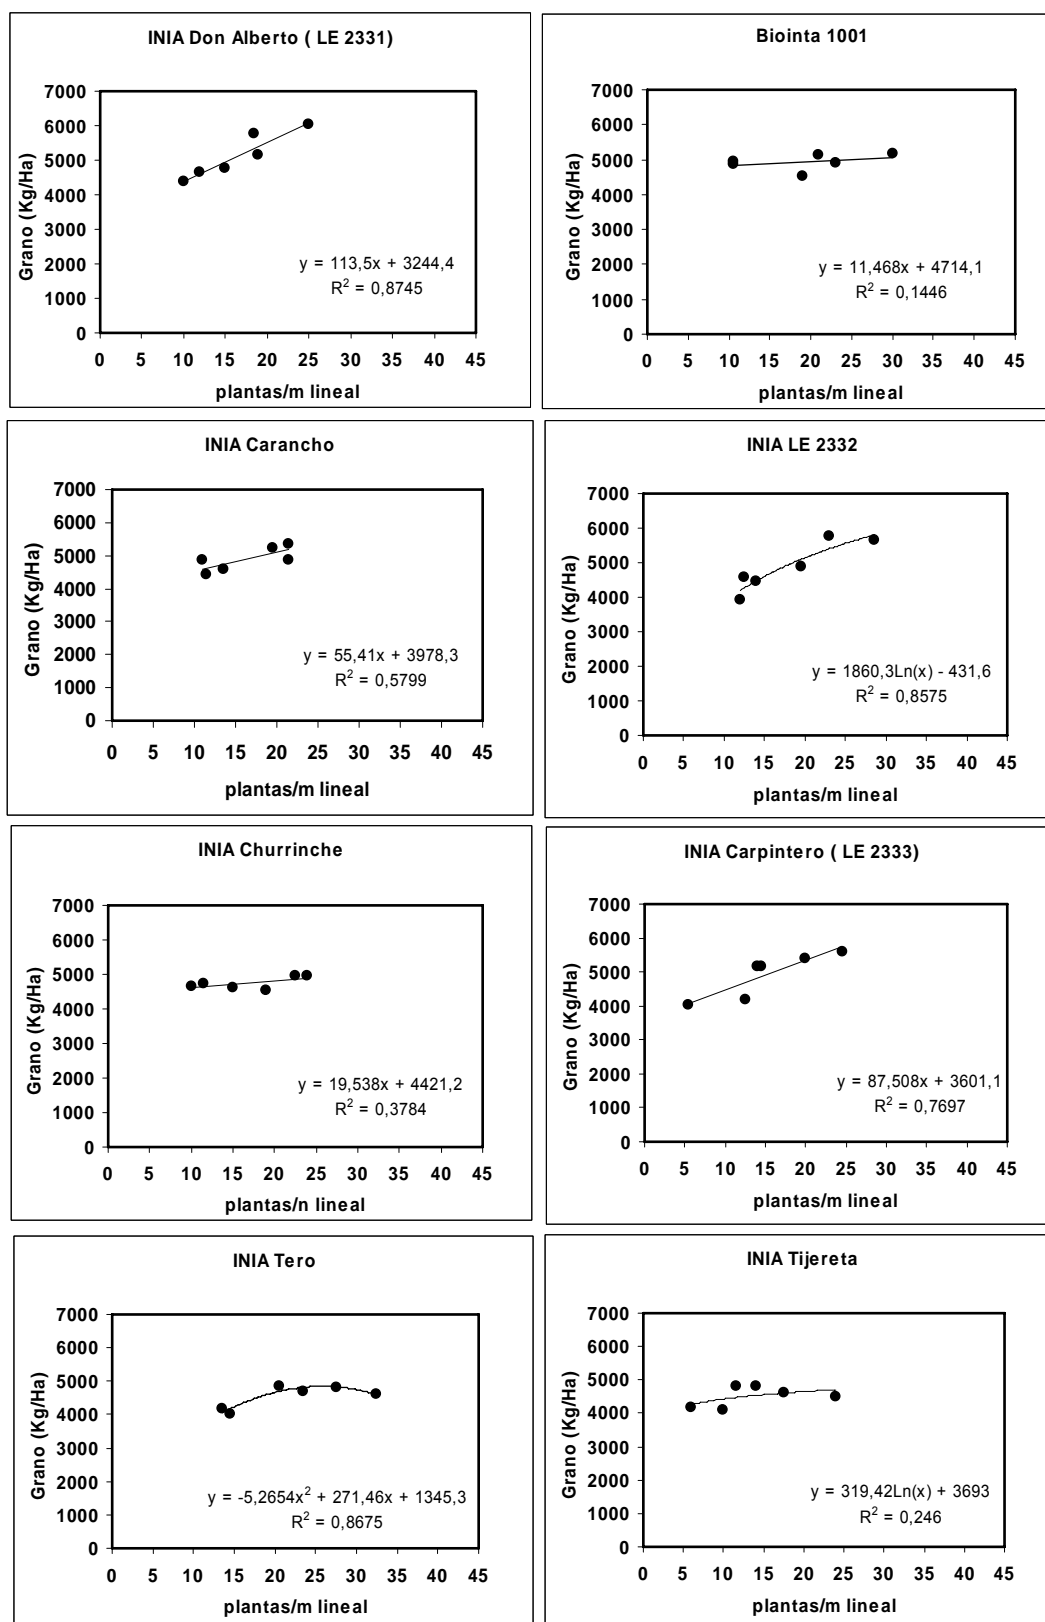 INIA Don Alberto ( LE 2331)
7000
6000
5000
4000
3000
2000
1000
0
Grano (Kg/Ha)
y = 113,5x + 3244,4
R² = 0,8745
0 5 10 15 20 25 30 35 40 45
plantas/m lineal
Biointa 1001
7000
6000
5000
4000
3000
2000
1000
0
Grano (Kg/Ha)
y = 11,468x + 4714,1
R² = 0,1446
0 5 10 15 20 25 30 35 40 45
plantas/m lineal
INIA Carancho
7000
6000
5000
4000
3000
2000
1000
0
Grano (Kg/Ha)
y = 55,41x + 3978,3
R² = 0,5799
0 5 10 15 20 25 30 35 40 45
plantas/m lineal
INIA LE 2332
7000
6000
5000
4000
3000
2000
1000
0
Grano (Kg/Ha)
y = 1860,3Ln(x) - 431,6
R² = 0,8575
0 5 10 15 20 25 30 35 40 45
plantas/m lineal
INIA Churrinche
7000
6000
5000
4000
3000
2000
1000
0
Grano (Kg/Ha)
y = 19,538x + 4421,2
R² = 0,3784
0 5 10 15 20 25 30 35 40 45
plantas/n lineal
INIA Carpintero ( LE 2333)
7000
6000
5000
4000
3000
2000
1000
0
Grano (Kg/Ha)
y = 87,508x + 3601,1
R² = 0,7697
0 5 10 15 20 25 30 35 40 45
plantas/m lineal
INIA Tero
7000
6000
5000
4000
3000
2000
1000
0
Grano (Kg/Ha)
y = -5,2654x² + 271,46x + 1345,3
R² = 0,8675
0 5 10 15 20 25 30 35 40 45
plantas/m lineal
INIA Tijereta
7000
6000
5000
4000
3000
2000
1000
0
Grano (Kg/Ha)
y = 319,42Ln(x) + 3693
R² = 0,246
0 5 10 15 20 25 30 35 40 45
plantas/m lineal